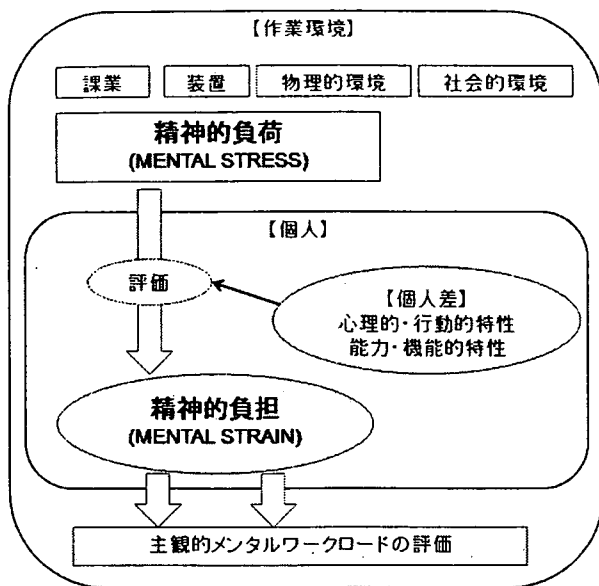 【作業環境】
課業 装置 物理的環境 社会的環境
精神的負荷
(MENTAL STRESS)
【個人】
評価
【個人差】
心理的・行動的特性
能力・機能的特性
精神的負担
(MENTAL STRAIN)
主観的メンタルワークロードの評価